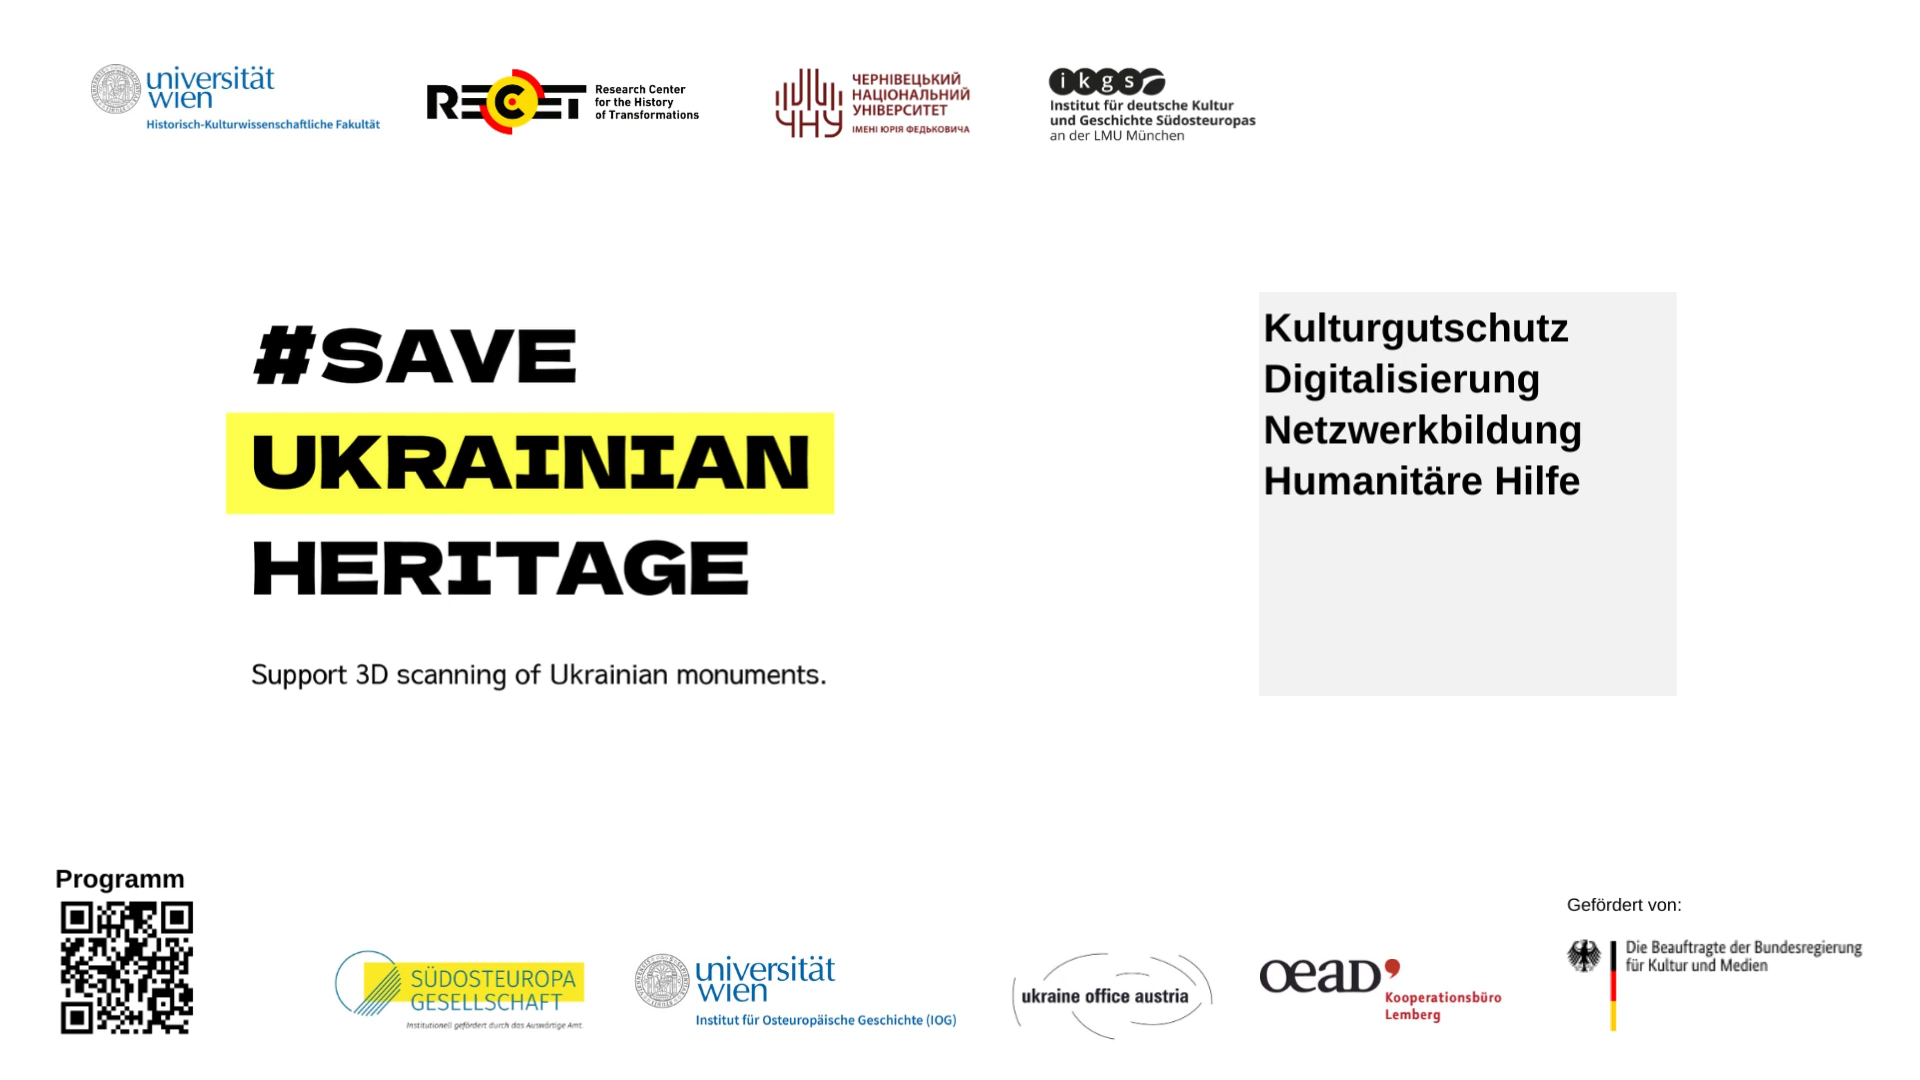 universität
wien
Historisch-Kulturwissenschaftliche Fakultät
RECET
Research Center
for the History
of Transformations
ЧНУ
ЧЕРНІВЕЦЬКИЙ
НАЦІОНАЛЬНИЙ
УНІВЕРСИТЕТ
ІМЕНІ ЮРІЯ ФЕДЬКОВИЧА
ikgs
Institut für deutsche Kultur
und Geschichte Südosteuropas
an der LMU München
#SAVE
UKRAINIAN
HERITAGE
Support 3D scanning of Ukrainian monuments.
Kulturgutschutz
Digitalisierung
Netzwerkbildung
Humanitäre Hilfe
Programm
SÜDOSTEUROPA
GESELLSCHAFT
Institutionell gefördert durch das Auswärtige Amt.
universität
wien
Institut für Osteuropäische Geschichte (IOG)
ukraine office austria
OeAD
Kooperationsbüro
Lemberg
Gefördert von:
Die Beauftragte der Bundesregierung
für Kultur und Medien